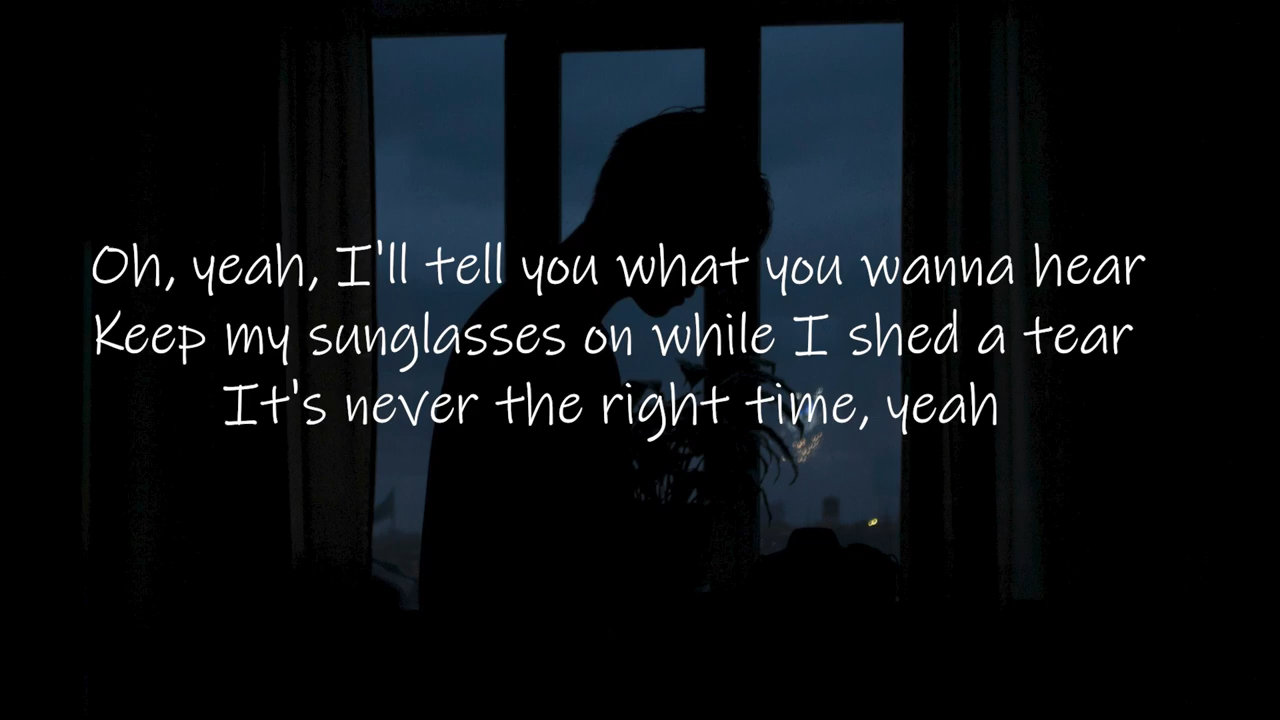 Oh, yeah, I'll tell you what you wanna hear
Keep my sunglasses on while I shed a tear
It's never the right time, yeah